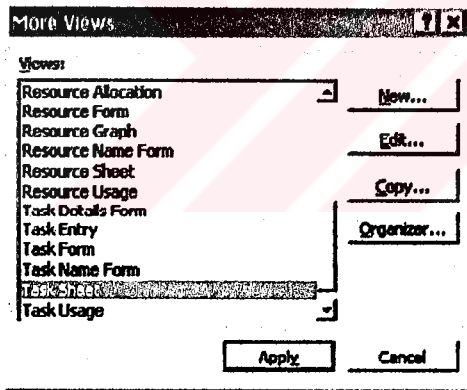 More Views
Views:
Resource Allocation
Resource Form
Resource Graph
Resource Name Form
Resource Sheet
Resource Usage
Task Details Form
Task Entry
Task Form
Task Name Form
Task Sheet
Task Usage
New...
Edit...
Copy...
Organizer...
Apply
Cancel